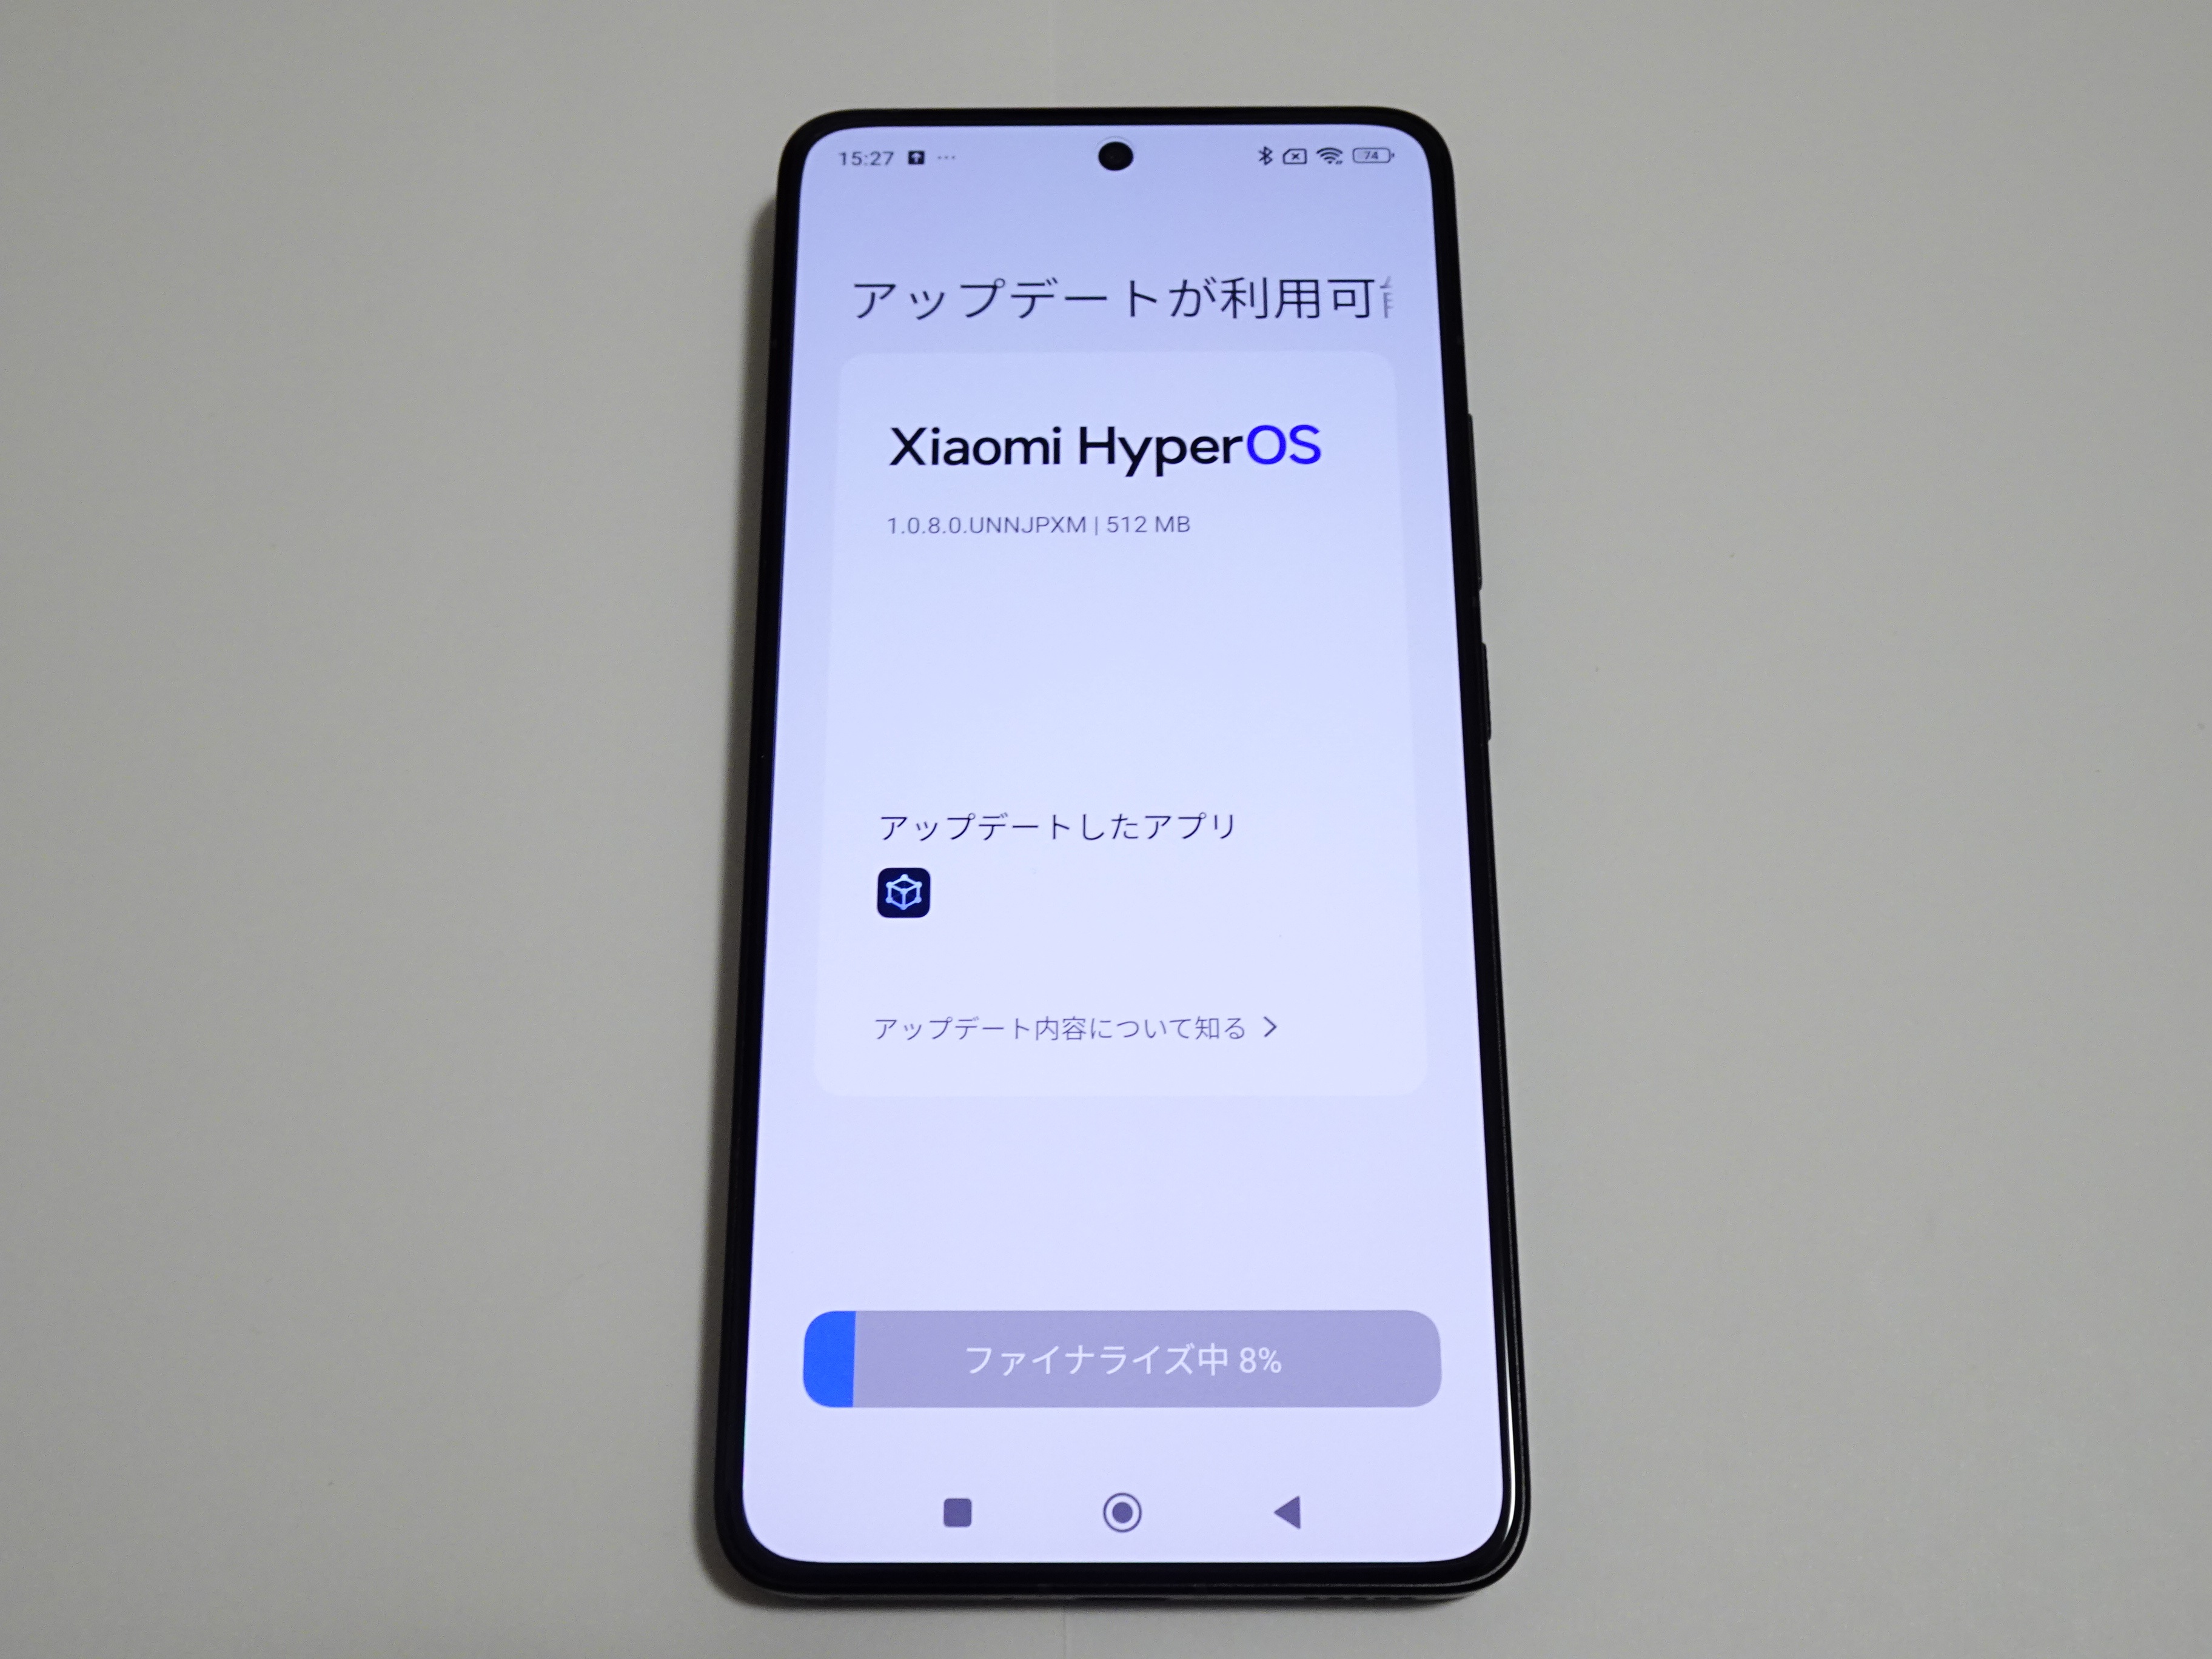 15:27 74
アップデートが利用可
Xiaomi HyperOS
1.0.8.0.UNNJPXM | 512 MB
アップデートしたアプリ
アップデート内容について知る
ファイナライズ中 8%